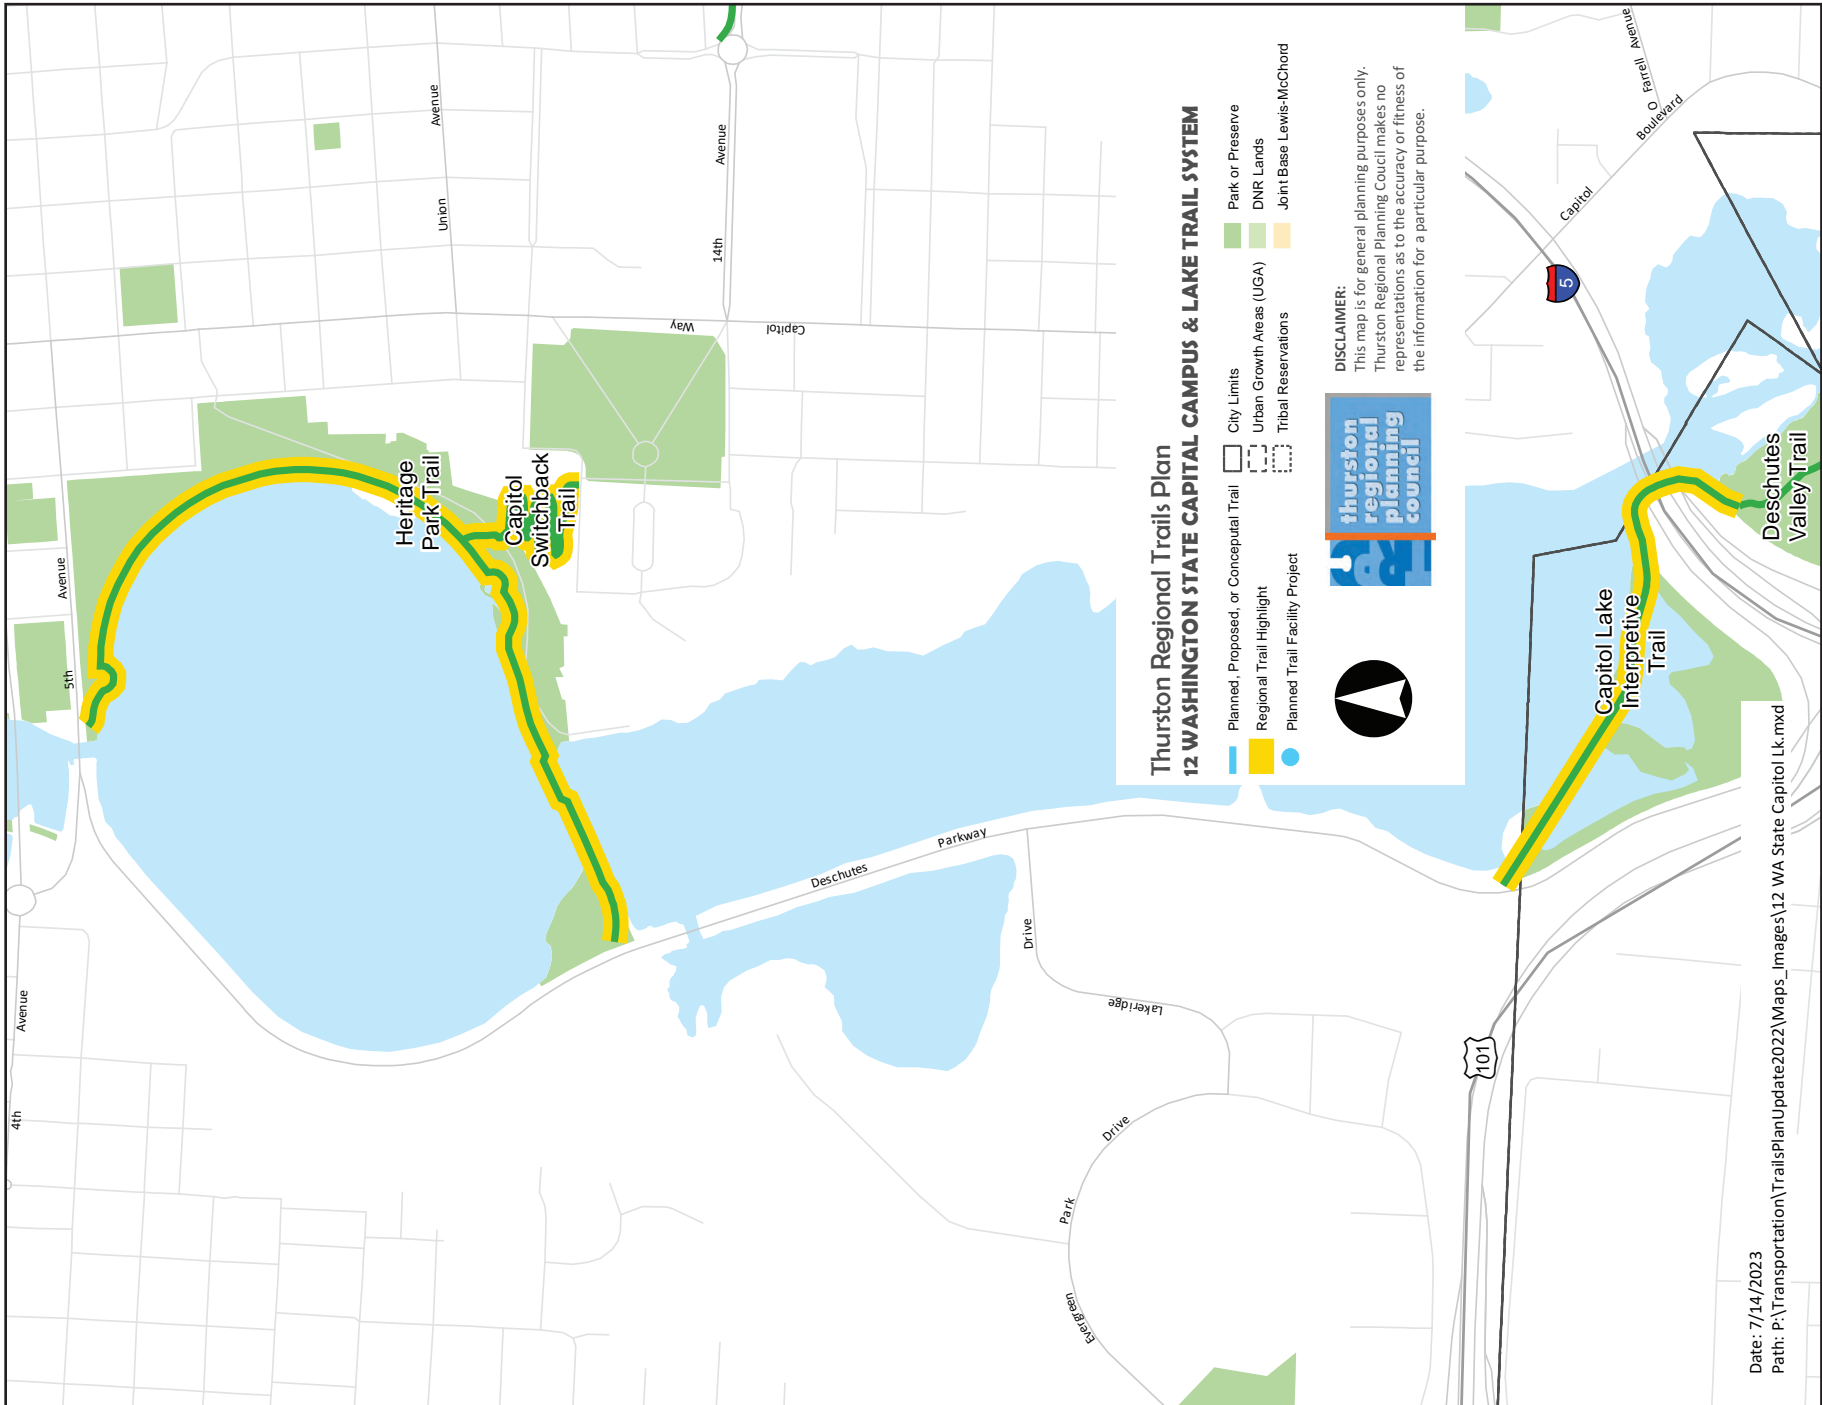 Thurston Regional Trails Plan
12 WASHINGTON STATE CAPITAL CAMPUS & LAKE TRAIL SYSTEM
Planned, Proposed, or Conceputal Trail
Regional Trail Highlight
Planned Trail Facility Project
City Limits
Urban Growth Areas (UGA)
Tribal Reservations
Park or Preserve
DNR Lands
Joint Base Lewis-McChord
thurston
regional
planning
council
DISCLAIMER:
This map is for general planning purposes only.
Thurston Regional Planning Coucil makes no
representations as to the accuracy or fitness of
the information for a particular purpose.
Heritage
Park Trail
Capitol
Switchback
Trail
Capitol Lake
Interpretive
Trail
Deschutes
Valley Trail
4th
Avenue
5th
Avenue
Union
Avenue
14th
Avenue
Capitol
Way
Deschutes
Parkway
Lakeridge
Drive
Evergreen
Park
Drive
Capitol
Boulevard
O Farrell Avenue
5
101
Date: 7/14/2023
Path: P:\Transportation\TrailsPlanUpdate2022\Maps_Images\12 WA State Capitol Lk.mxd